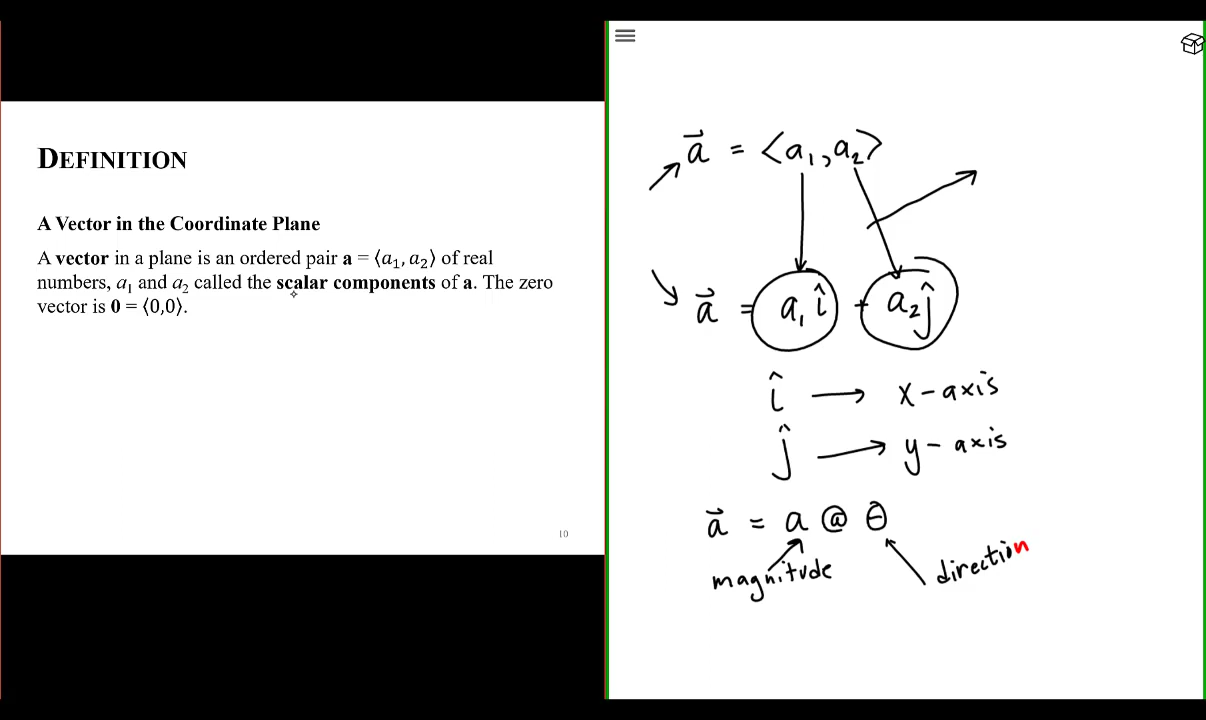 DEFINITION
A Vector in the Coordinate Plane
A vector in a plane is an ordered pair a = ⟨a₁, a₂⟩ of real
numbers, a₁ and a₂ called the scalar components of a. The zero
vector is 0 = ⟨0,0⟩.
10
a⃗ = ⟨a₁, a₂⟩
a⃗ = a₁î + a₂ĵ
î ⟶ x-axis
ĵ ⟶ y-axis
a⃗ = a @ θ
magnitude direction